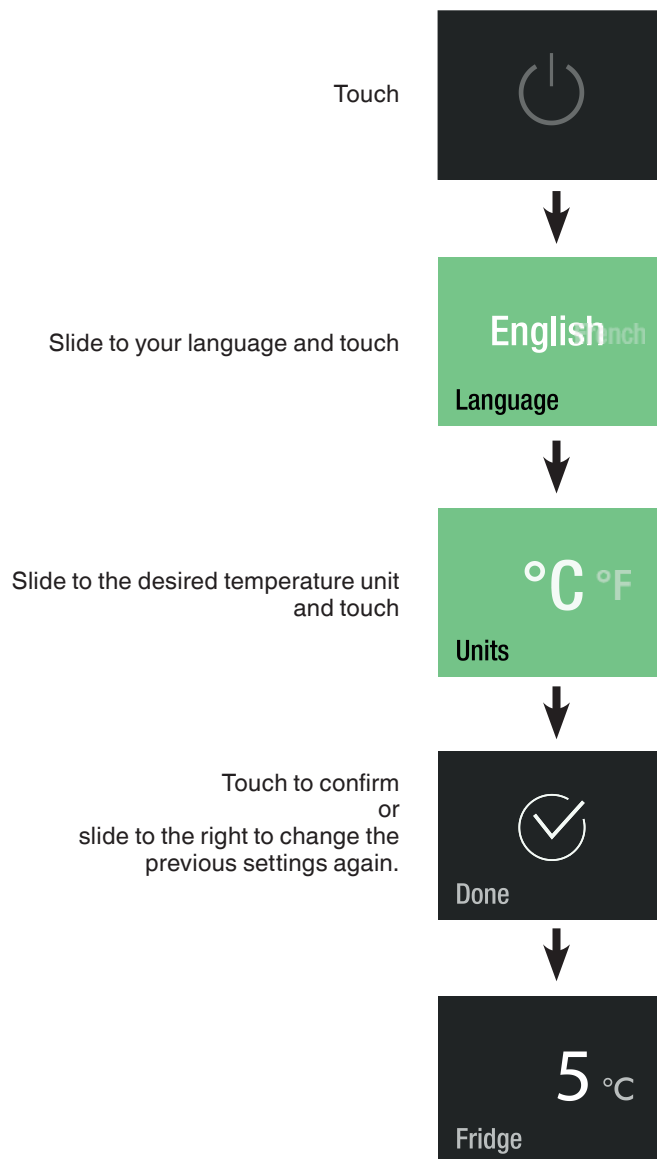 Touch
English French
Language
Slide to your language and touch
°C °F
Units
Slide to the desired temperature unit
and touch
Touch to confirm
or
slide to the right to change the
previous settings again.
Done
5 °C
Fridge